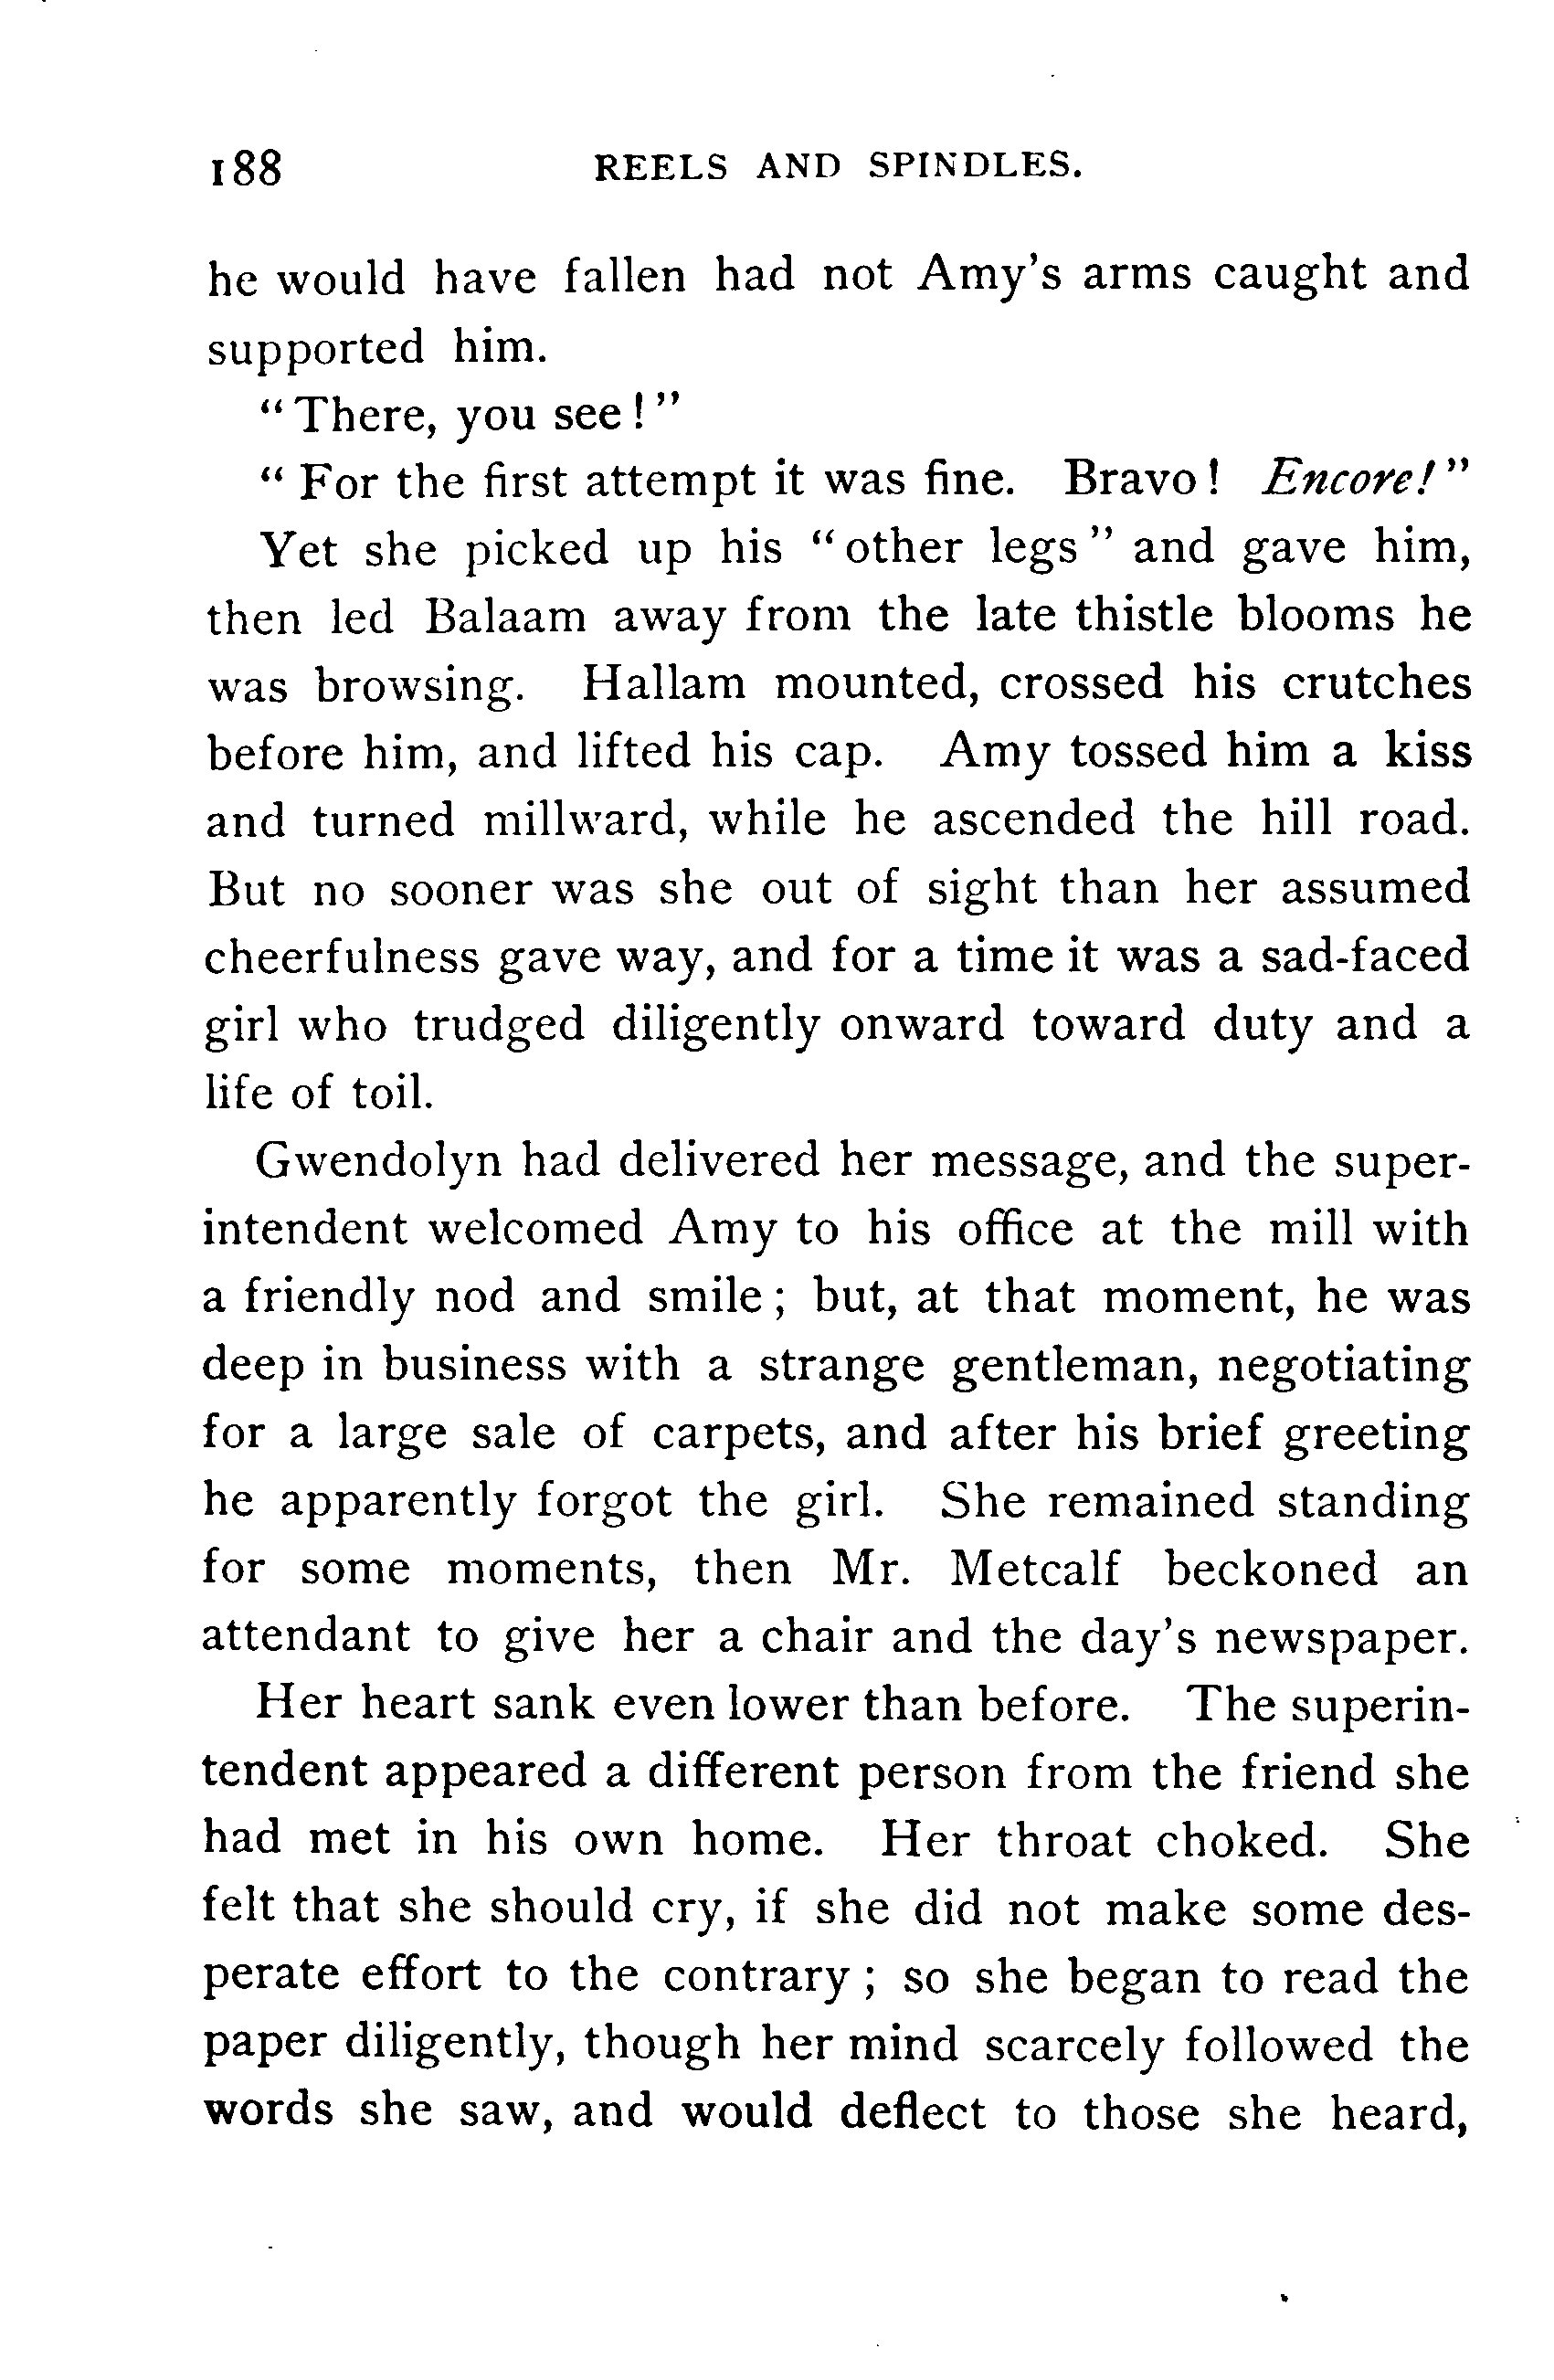 188 REELS AND SPINDLES.
he would have fallen had not Amy's arms caught and
supported him.
"There, you see!"
"For the first attempt it was fine. Bravo! Encore!"
Yet she picked up his "other legs" and gave him,
then led Balaam away from the late thistle blooms he
was browsing. Hallam mounted, crossed his crutches
before him, and lifted his cap. Amy tossed him a kiss
and turned millward, while he ascended the hill road.
But no sooner was she out of sight than her assumed
cheerfulness gave way, and for a time it was a sad-faced
girl who trudged diligently onward toward duty and a
life of toil.
Gwendolyn had delivered her message, and the super-
intendent welcomed Amy to his office at the mill with
a friendly nod and smile; but, at that moment, he was
deep in business with a strange gentleman, negotiating
for a large sale of carpets, and after his brief greeting
he apparently forgot the girl. She remained standing
for some moments, then Mr. Metcalf beckoned an
attendant to give her a chair and the day's newspaper.
Her heart sank even lower than before. The superin-
tendent appeared a different person from the friend she
had met in his own home. Her throat choked. She
felt that she should cry, if she did not make some des-
perate effort to the contrary; so she began to read the
paper diligently, though her mind scarcely followed the
words she saw, and would deflect to those she heard,